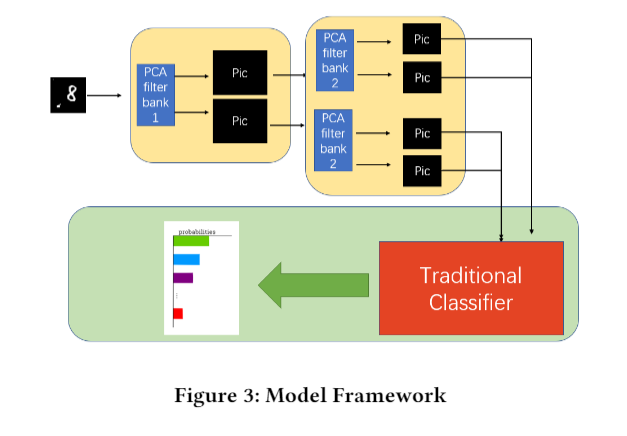 8
PCA
filter
bank
1
Pic
Pic
PCA
filter
bank
2
PCA
filter
bank
2
Pic
Pic
Pic
Pic
probabilities
⋮
Traditional
Classifier
Figure 3: Model Framework